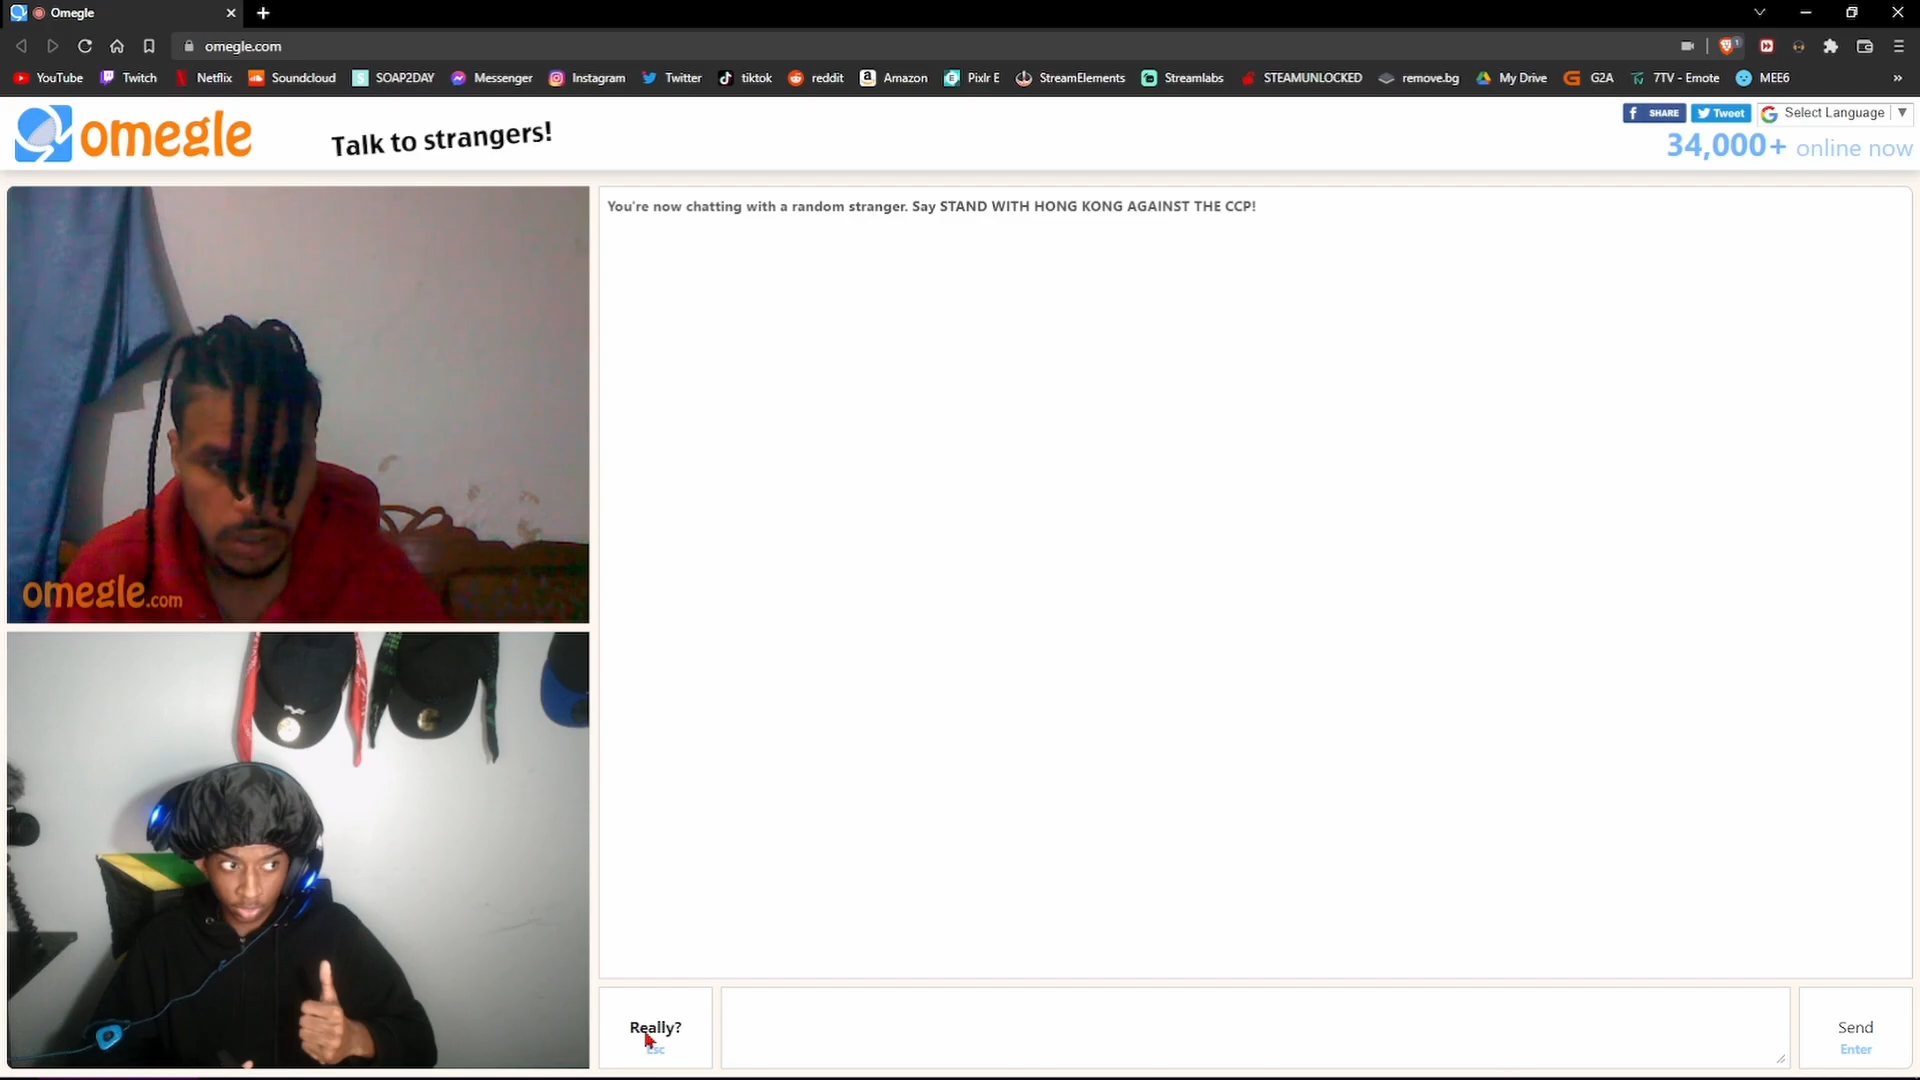 Omegle
omegle.com
YouTube
Twitch
Netflix
Soundcloud
SOAP2DAY
Messenger
Instagram
Twitter
tiktok
reddit
Amazon
Pixlr E
StreamElements
Streamlabs
STEAMUNLOCKED
remove.bg
My Drive
G2A
7TV - Emote
MEE6
omegle
Talk to strangers!
SHARE
Tweet
Select Language
34,000+ online now
You're now chatting with a random stranger. Say STAND WITH HONG KONG AGAINST THE CCP!
omegle.com
Really?
Esc
Send
Enter